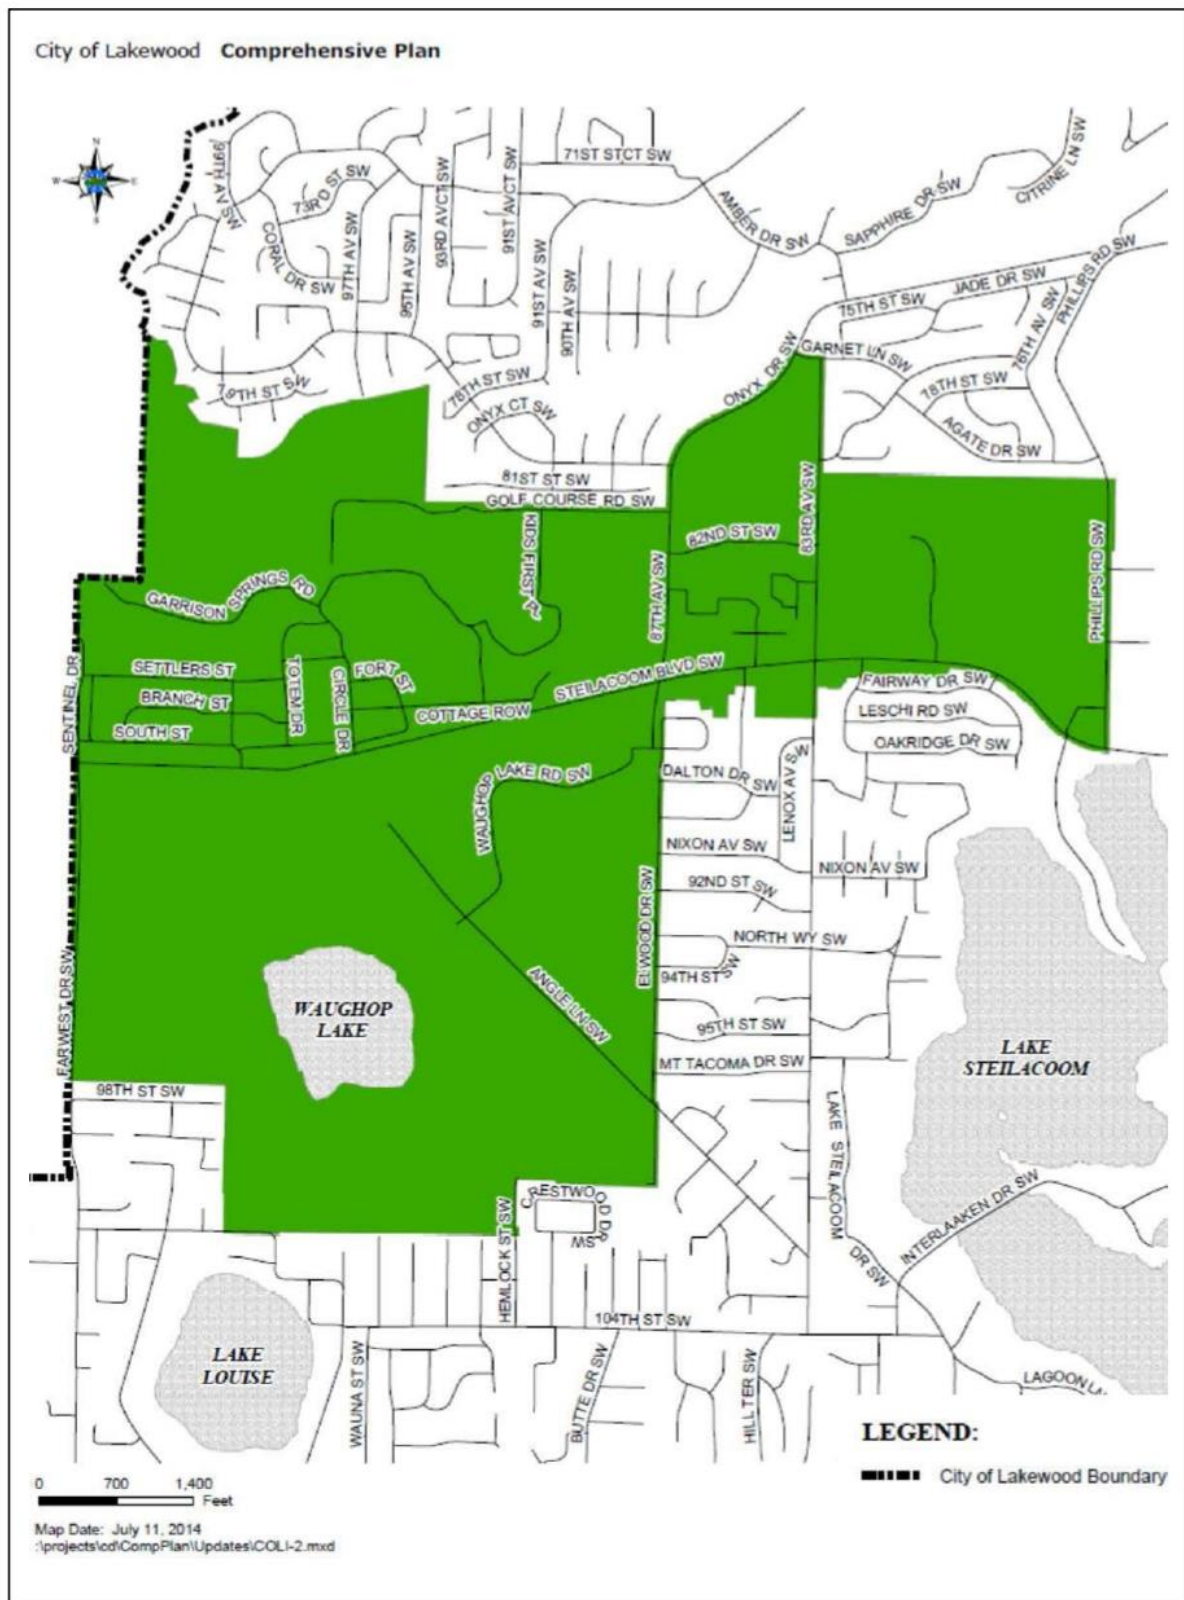 City of Lakewood Comprehensive Plan
N
W E
S
99TH AV SW
73RD ST SW
CORAL DR SW
97TH AV SW
95TH AV SW
93RD AVCT SW
91ST AVCT SW
71ST STCT SW
AMBER DR SW
SAPPHIRE DR SW
CITRINE LN SW
91ST AV SW
90TH AV SW
75TH ST SW
JADE DR SW
PHILLIPS RD SW
76TH AV SW
GARNET LN SW
78TH ST SW
AGATE DR SW
ONYX DR SW
79TH ST SW
78TH ST SW
ONYX CT SW
81ST ST SW
GOLF COURSE RD SW
KIDS FIRST PL
87TH AV SW
82ND ST SW
83RD AV SW
PHILLIPS RD SW
GARRISON SPRINGS RD
SENTINEL DR
SETTLERS ST
BRANCH ST
SOUTH ST
TOTEM DR
CIRCLE DR
FORT ST
COTTAGE ROW
STEILACOOM BLVD SW
FAIRWAY DR SW
LESCHI RD SW
OAKRIDGE DR SW
WAUGHOP LAKE RD SW
DALTON DR SW
LENOX AV SW
NIXON AV SW
NIXON AV SW
92ND ST SW
ELWOOD DR SW
NORTH WY SW
94TH ST SW
95TH ST SW
MT TACOMA DR SW
ANGLE LN SW
FARWEST DR SW
WAUGHOP
LAKE
LAKE
STEILACOOM
98TH ST SW
LAKE STEILACOOM DR SW
INTERLAAKEN DR SW
CRESTWOOD DR SW
HEMLOCK ST SW
104TH ST SW
LAKE
LOUISE
WAUNA ST SW
BUTTE DR SW
HILLTER SW
LAGOON
LEGEND:
City of Lakewood Boundary
0 700 1,400
Feet
Map Date: July 11, 2014
:\projects\cd\CompPlan\Updates\COLI-2.mxd